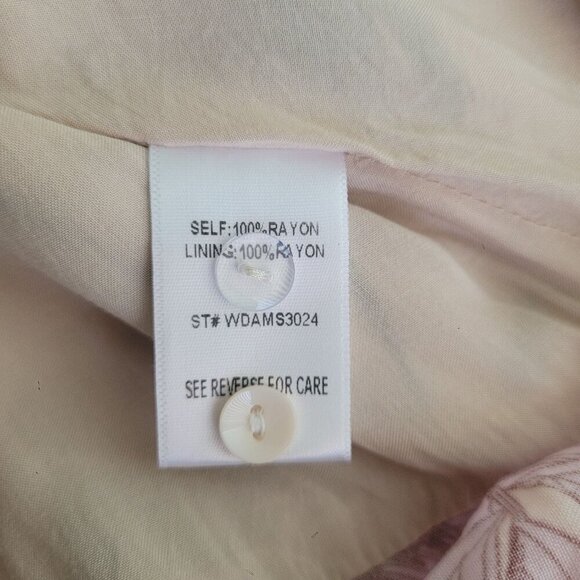 SELF:100%RAYON
LINING:100%RAYON
ST# WDAMS3024
SEE REVERSE FOR CARE